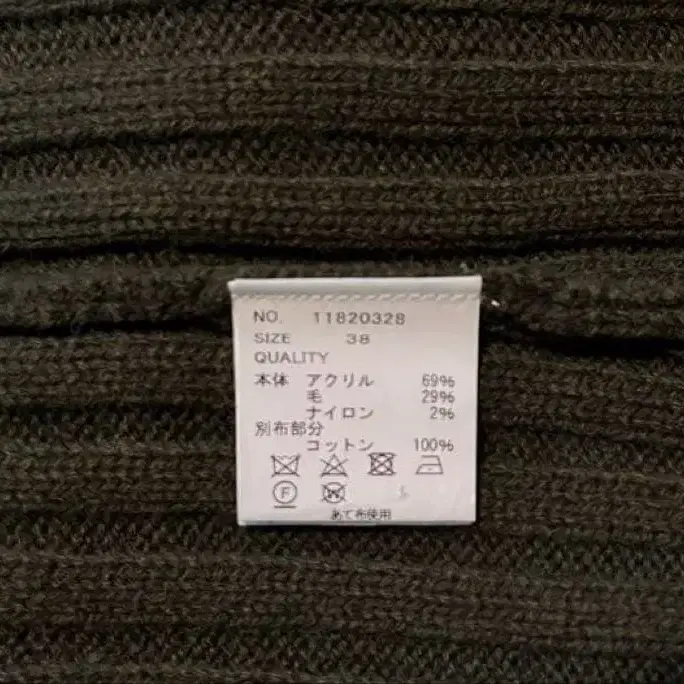 NO. 11820328
SIZE 38
QUALITY
本体 アクリル 69%
毛 29%
ナイロン 2%
別布部分
コットン 100%
F W
あて布使用